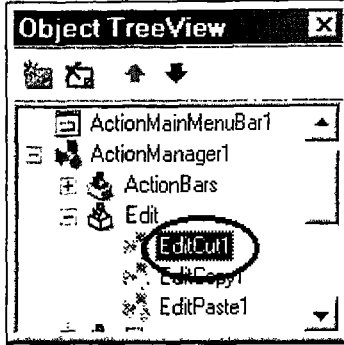 Object TreeView
ActionMainMenuBar1
ActionManager1
ActionBars
Edit
EditCut1
EditCopy1
EditPaste1